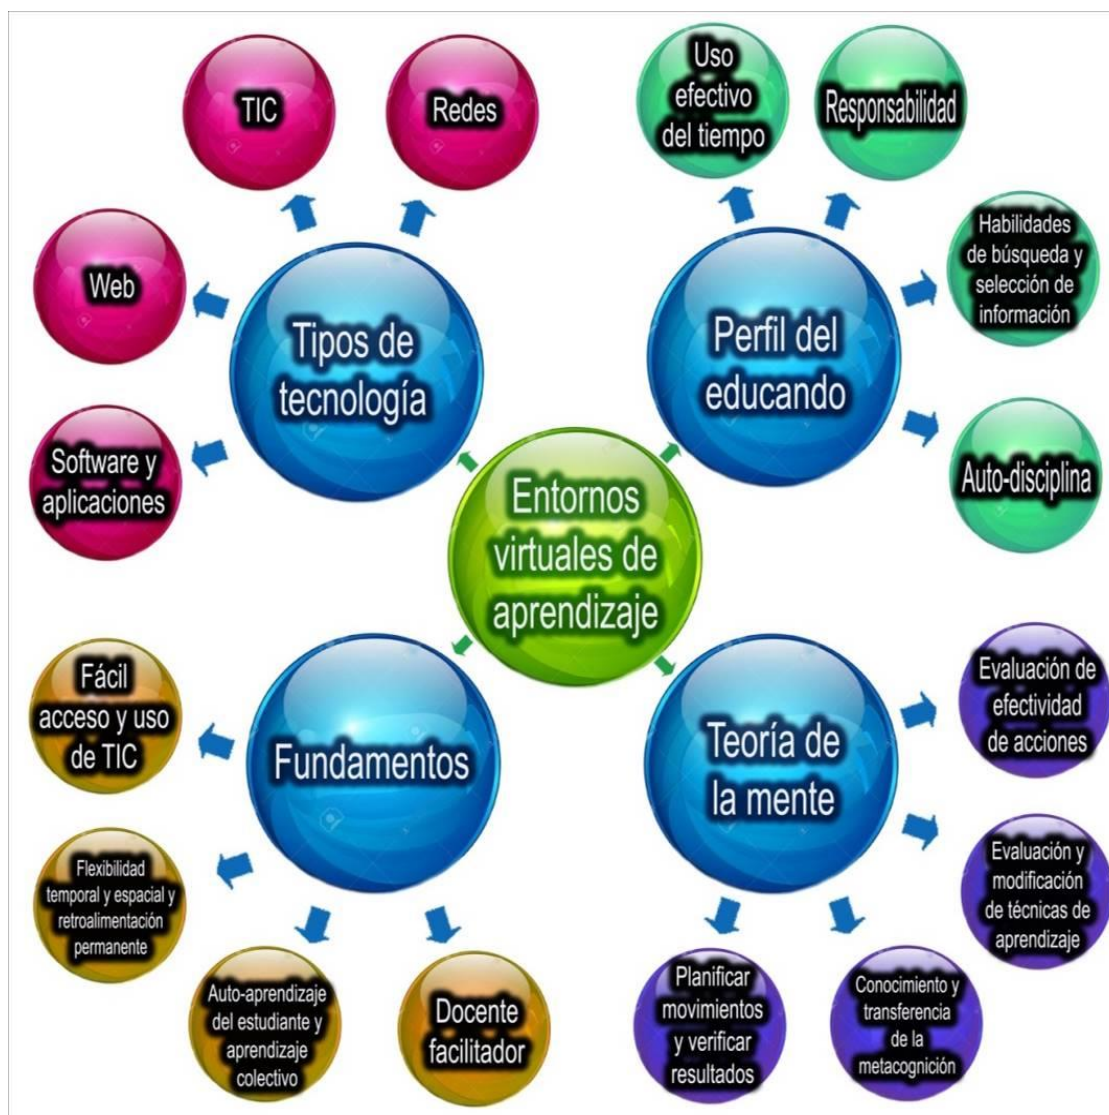 TIC
Redes
Web
Software y
aplicaciones
Tipos de
tecnología
Uso
efectivo
del tiempo
Responsabilidad
Habilidades
de búsqueda y
selección de
información
Auto-disciplina
Perfil del
educando
Entornos
virtuales de
aprendizaje
Fundamentos
Fácil
acceso y uso
de TIC
Flexibilidad
temporal y espacial y
retroalimentación
permanente
Auto-aprendizaje
del estudiante y
aprendizaje
colectivo
Docente
facilitador
Teoría de
la mente
Evaluación de
efectividad
de acciones
Evaluación y
modificación
de técnicas de
aprendizaje
Conocimiento y
transferencia
de la
metacognición
Planificar
movimientos
y verificar
resultados